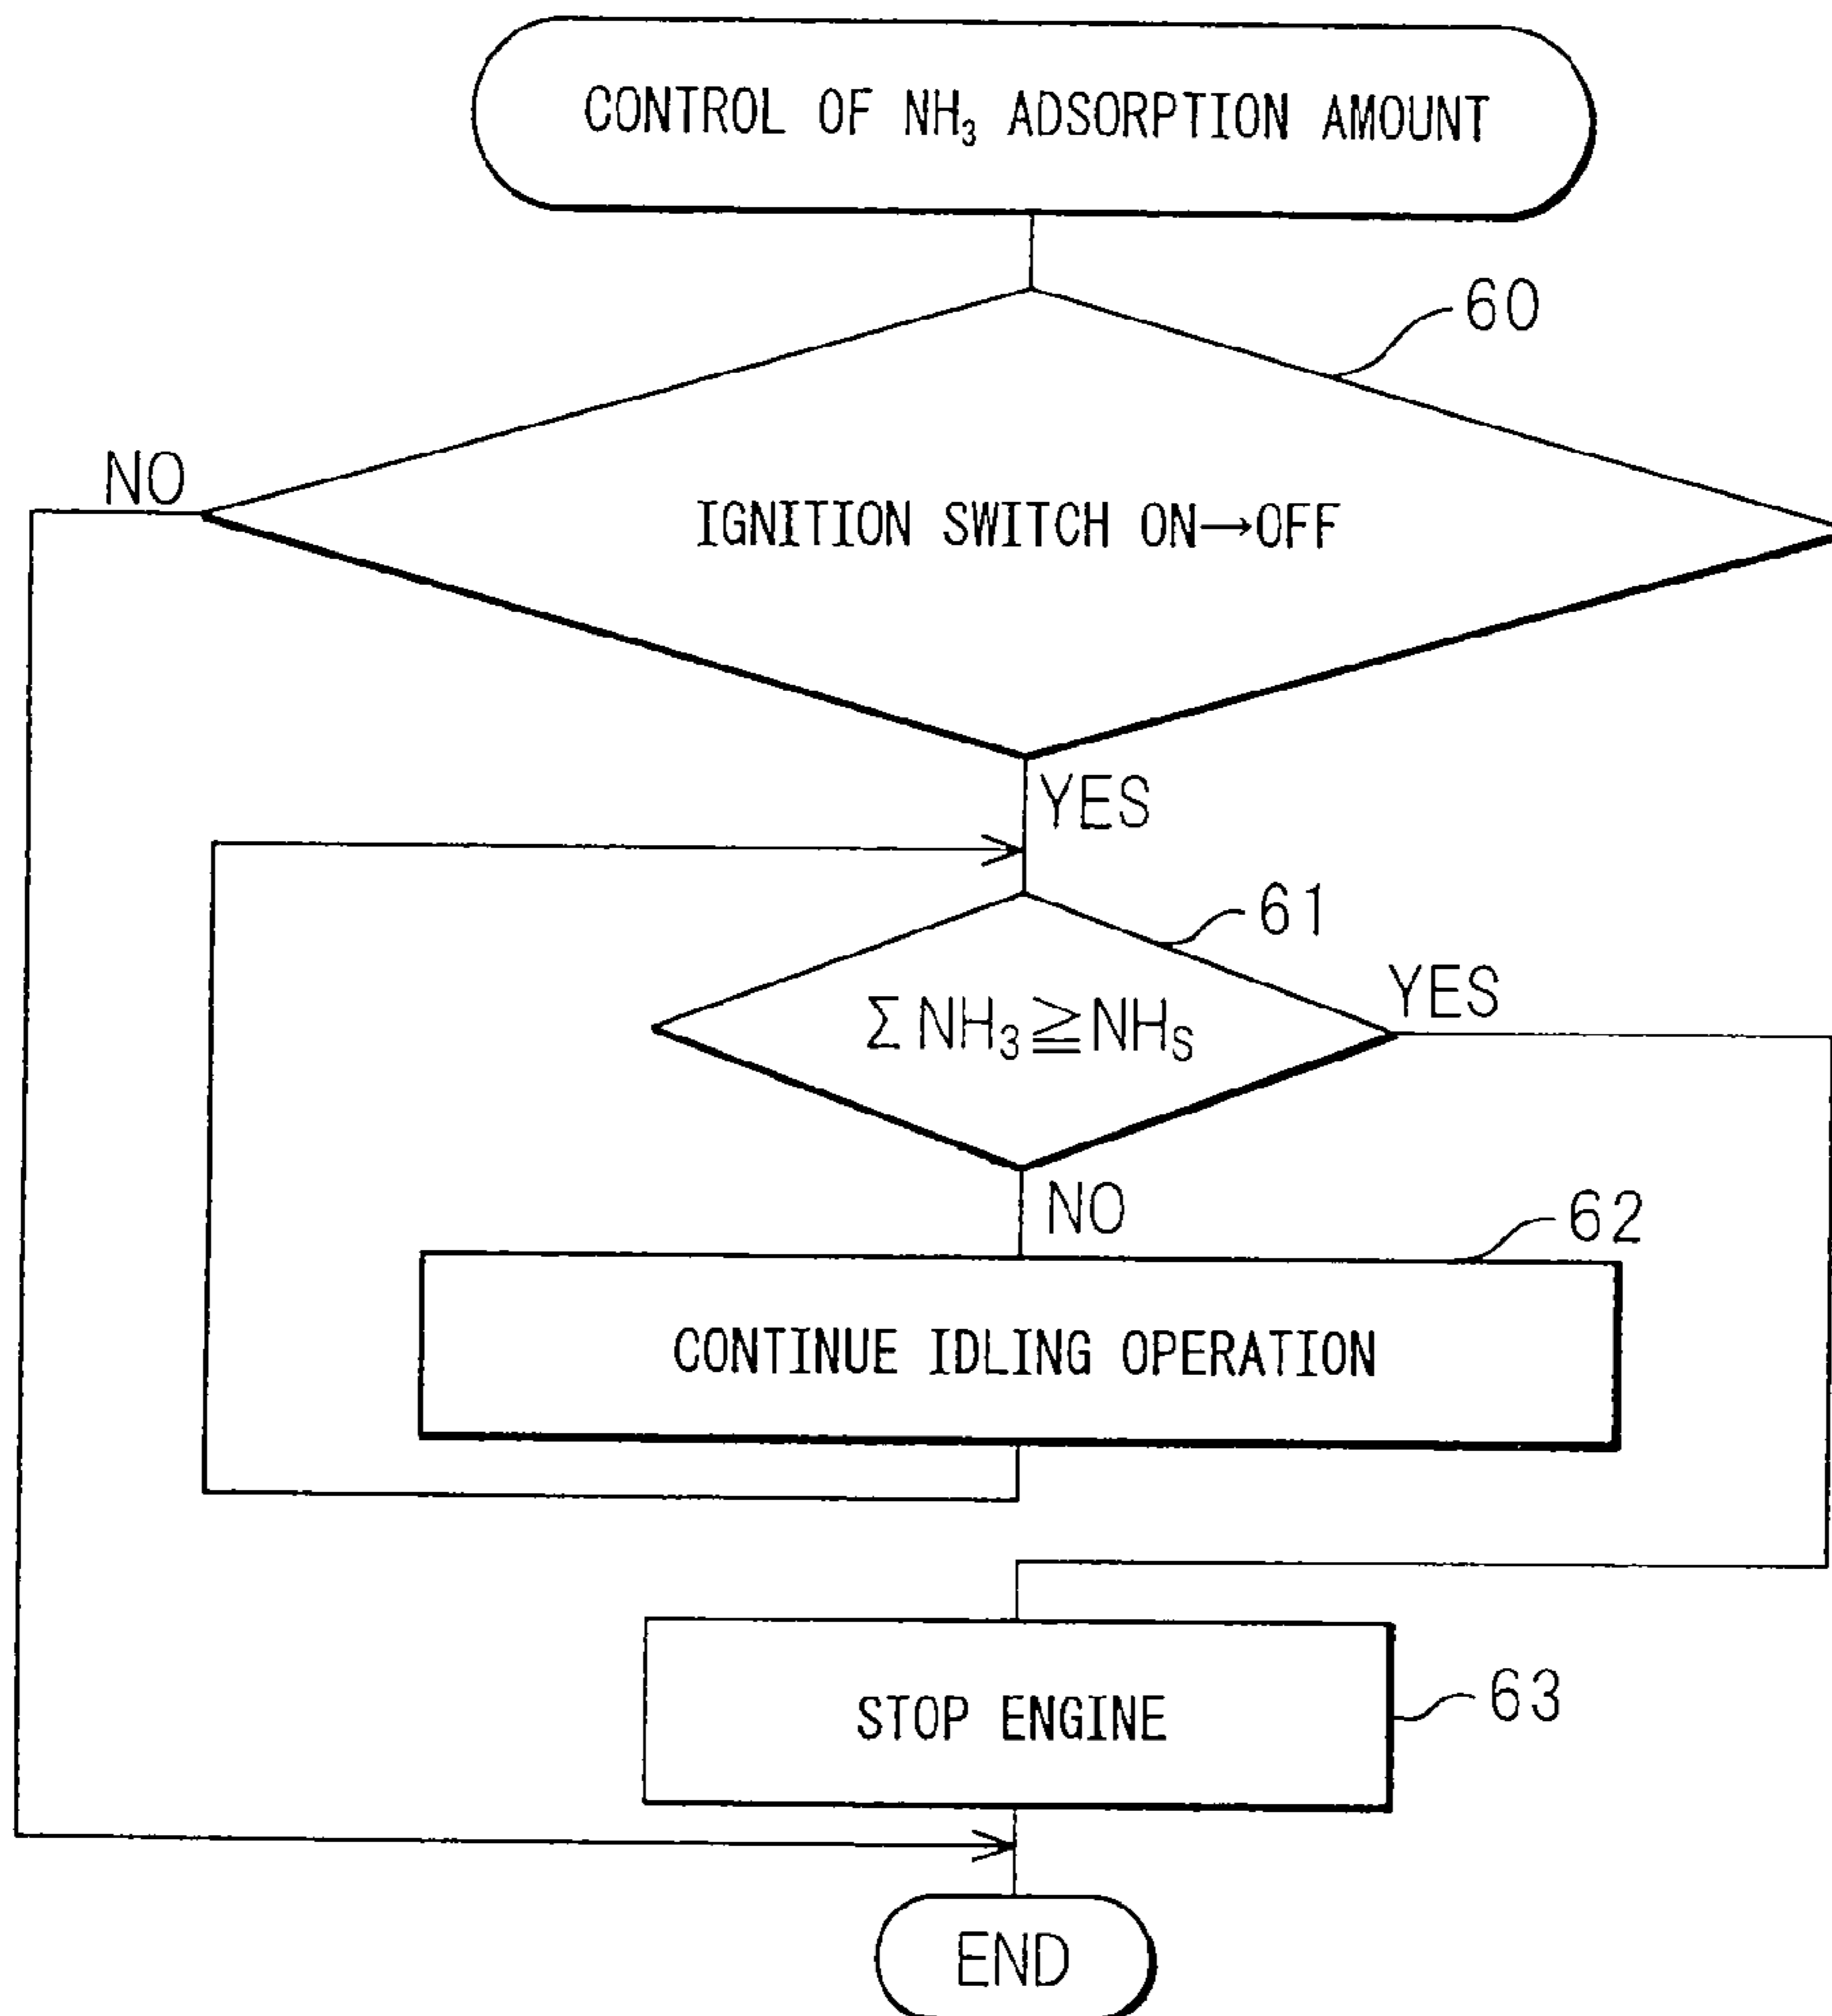 CONTROL OF NH₃ ADSORPTION AMOUNT
60
NO
IGNITION SWITCH ON→OFF
YES
61
YES
ΣNH₃≧NHₛ
NO
62
CONTINUE IDLING OPERATION
STOP ENGINE
63
END